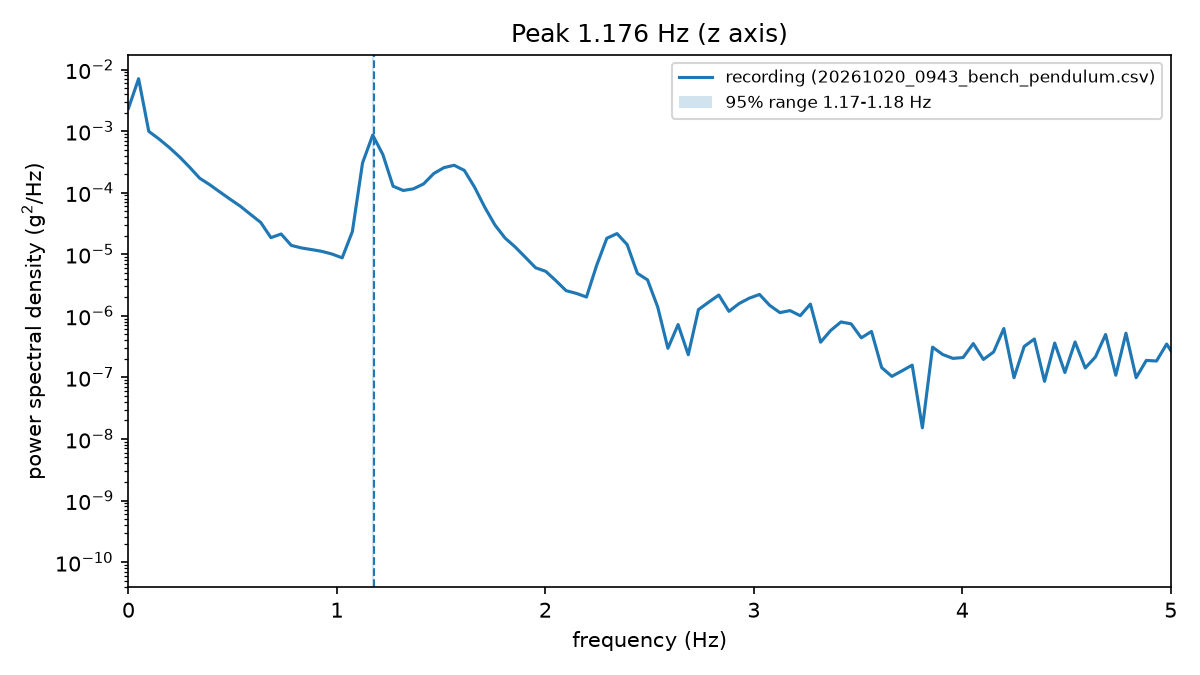 Peak 1.176 Hz (z axis)
recording (20261020_0943_bench_pendulum.csv)
95% range 1.17-1.18 Hz
power spectral density (g²/Hz)
10⁻²
10⁻³
10⁻⁴
10⁻⁵
10⁻⁶
10⁻⁷
10⁻⁸
10⁻⁹
10⁻¹⁰
0 1 2 3 4 5
frequency (Hz)